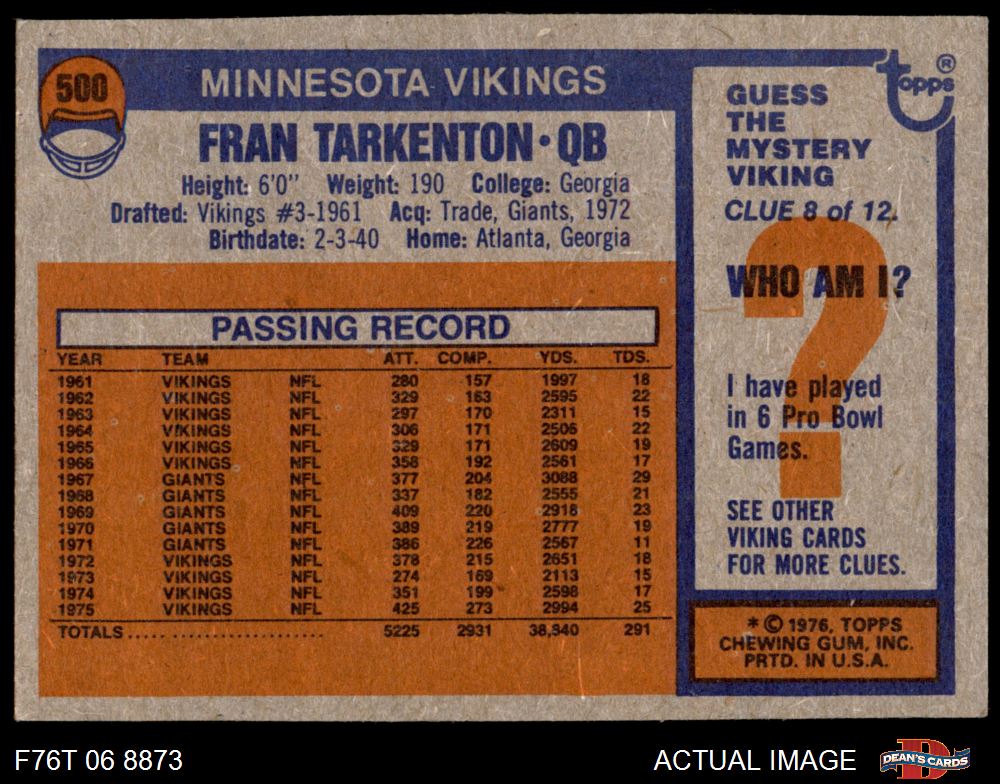 500
MINNESOTA VIKINGS
FRAN TARKENTON • QB
Height: 6'0" Weight: 190 College: Georgia
Drafted: Vikings #3-1961 Acq: Trade, Giants, 1972
Birthdate: 2-3-40 Home: Atlanta, Georgia
PASSING RECORD
YEAR TEAM ATT. COMP. YDS. TDS.
1961 VIKINGS NFL 280 157 1997 18
1962 VIKINGS NFL 329 163 2595 22
1963 VIKINGS NFL 297 170 2311 15
1964 VIKINGS NFL 306 171 2506 22
1965 VIKINGS NFL 329 171 2609 19
1966 VIKINGS NFL 358 192 2561 17
1967 GIANTS NFL 377 204 3088 29
1968 GIANTS NFL 337 182 2555 21
1969 GIANTS NFL 409 220 2918 23
1970 GIANTS NFL 389 219 2777 19
1971 GIANTS NFL 386 226 2567 11
1972 VIKINGS NFL 378 215 2651 18
1973 VIKINGS NFL 274 169 2113 15
1974 VIKINGS NFL 351 199 2598 17
1975 VIKINGS NFL 425 273 2994 25
TOTALS..... ...................... 5225 2931 38,840 291
topps®
GUESS
THE
MYSTERY
VIKING
CLUE 8 of 12.
?
WHO AM I?
I have played
in 6 Pro Bowl
Games.
SEE OTHER
VIKING CARDS
FOR MORE CLUES.
* © 1976, TOPPS
CHEWING GUM, INC.
PRTD. IN U.S.A.
F76T 06 8873
ACTUAL IMAGE
DEAN'S CARDS